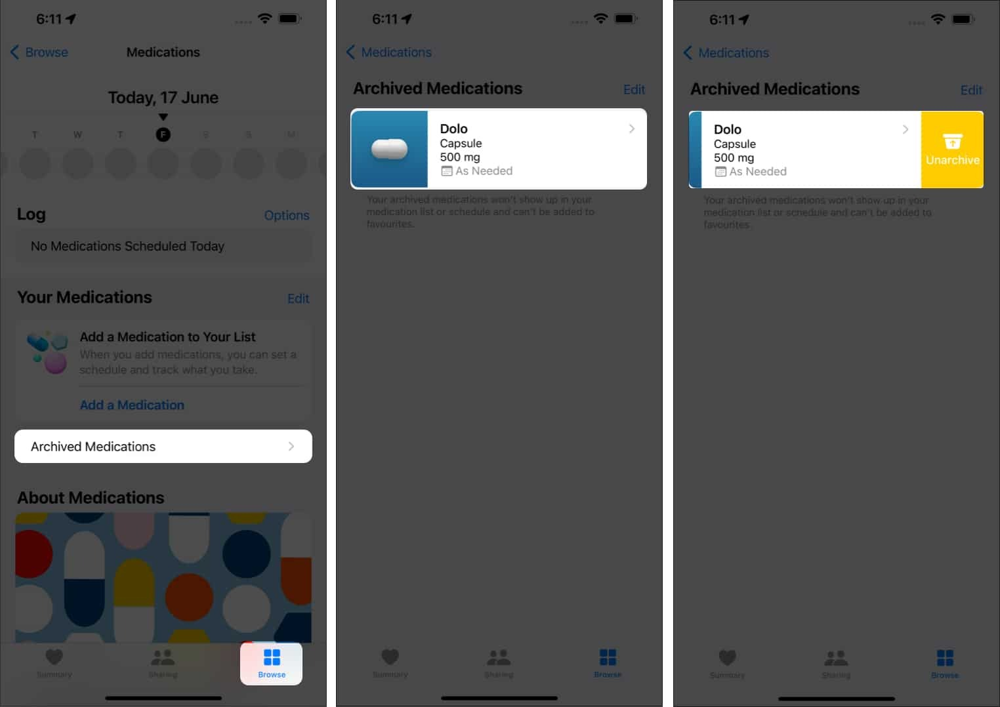 6:11
Browse
Medications
Today, 17 June
T W T F S S M
Log
Options
No Medications Scheduled Today
Your Medications
Edit
Add a Medication to Your List
When you add medications, you can set a
schedule and track what you take.
Add a Medication
Archived Medications
About Medications
Summary
Sharing
Browse
6:11
Medications
Archived Medications
Edit
Dolo
Capsule
500 mg
As Needed
Your archived medications won't show up in your
medication list or schedule and can't be added to
favourites.
Summary
Sharing
Browse
6:11
Medications
Archived Medications
Edit
Dolo
Capsule
500 mg
As Needed
Unarchive
Your archived medications won't show up in your
medication list or schedule and can't be added to
favourites.
Summary
Sharing
Browse